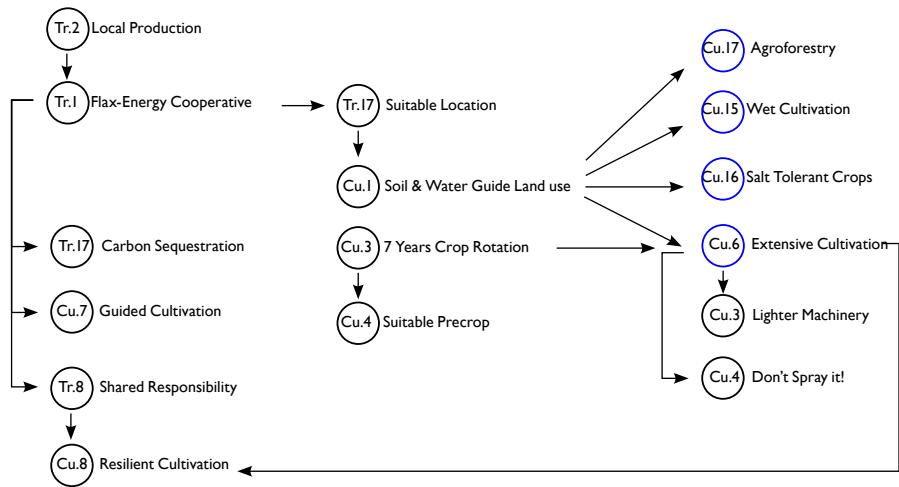 Tr.2 Local Production
Tr.1 Flax-Energy Cooperative
Tr.17 Carbon Sequestration
Cu.7 Guided Cultivation
Tr.8 Shared Responsibility
Cu.8 Resilient Cultivation
Tr.17 Suitable Location
Cu.1 Soil & Water Guide Land use
Cu.3 7 Years Crop Rotation
Cu.4 Suitable Precrop
Cu.17 Agroforestry
Cu.15 Wet Cultivation
Cu.16 Salt Tolerant Crops
Cu.6 Extensive Cultivation
Cu.3 Lighter Machinery
Cu.4 Don't Spray it!